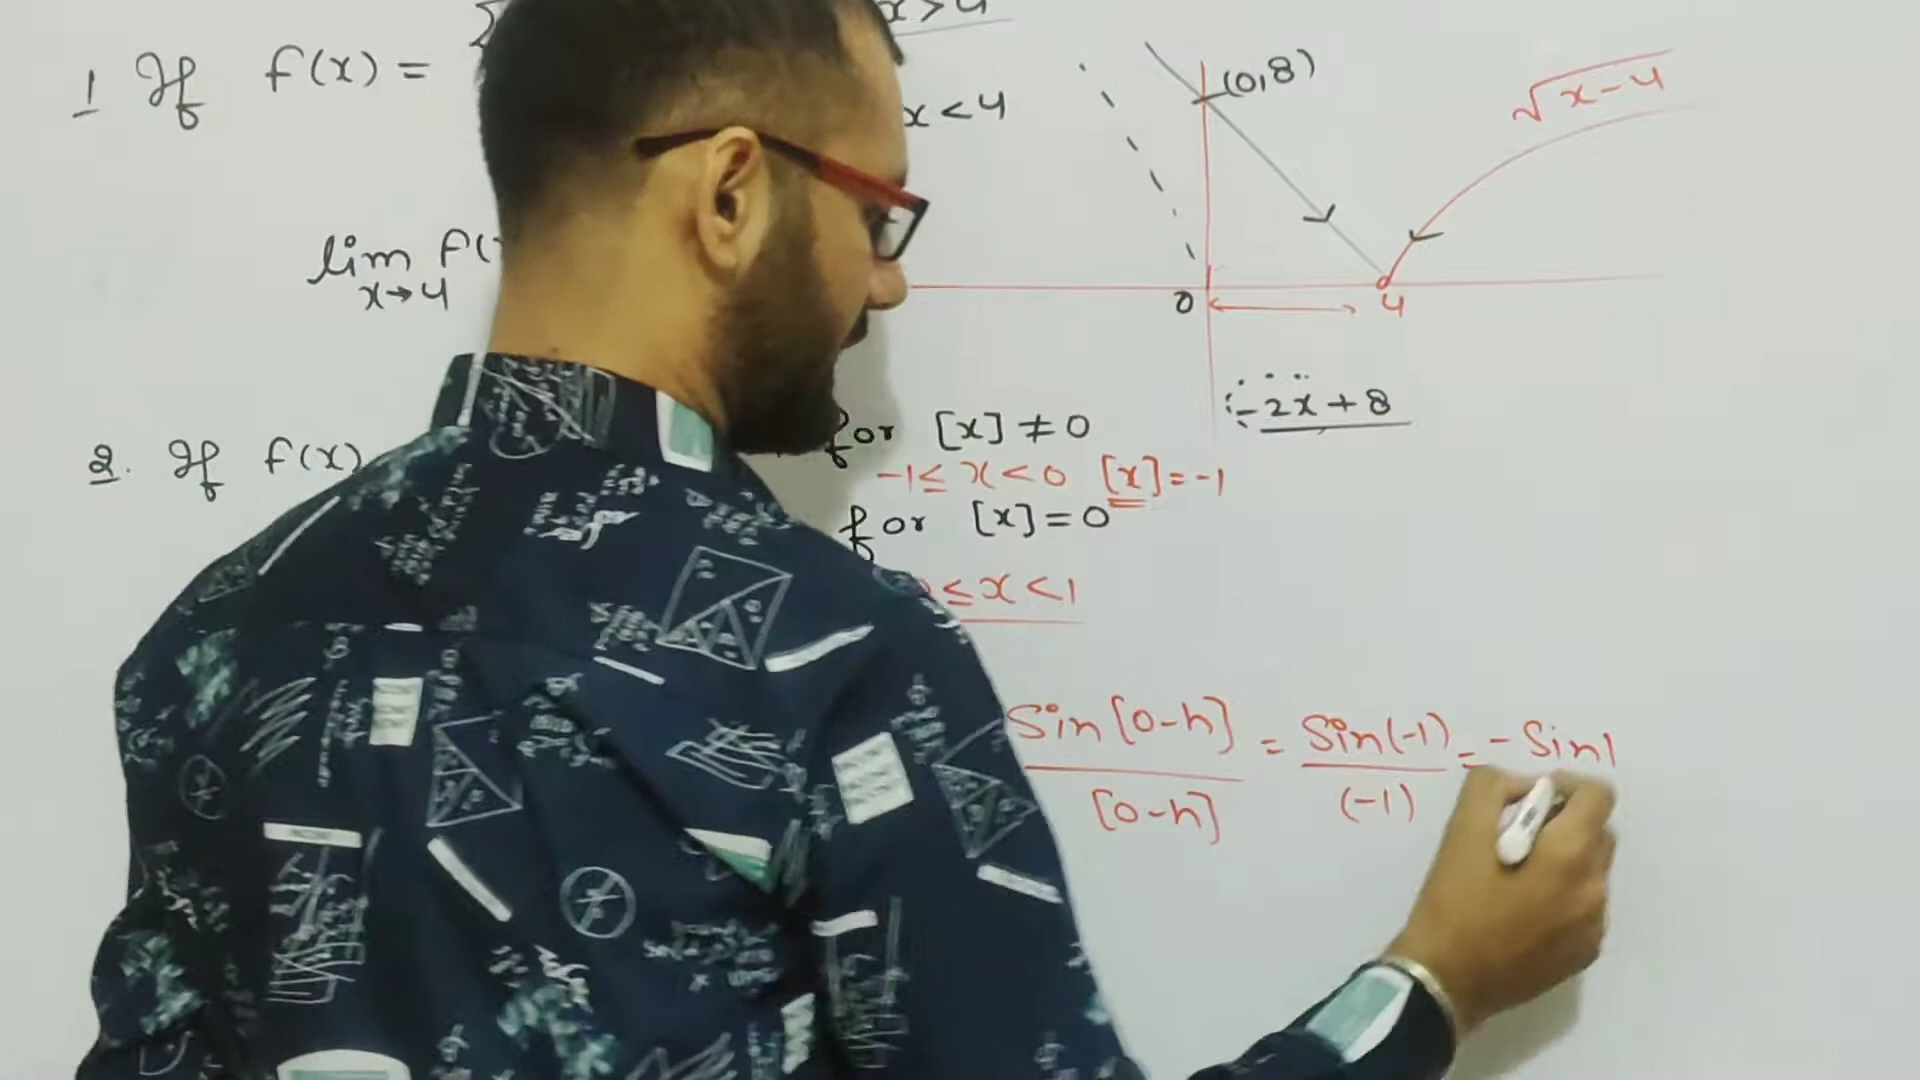 1 If f(x) = √ x>4
x<4
(0,8)
√x-4
lim f(
x→4
0 4
-2x+8
2. If f(x) for [x]≠0
-1≤x<0 [x]=-1
for [x]=0
≤x<1
Sin[0-h] = Sin(-1) = -Sin1
[0-h] (-1)